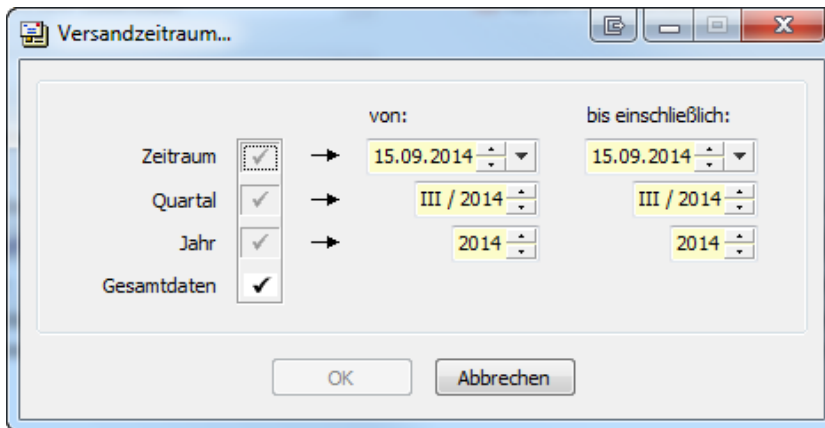 Versandzeitraum...
von: bis einschließlich:
Zeitraum 15.09.2014 15.09.2014
Quartal III / 2014 III / 2014
Jahr 2014 2014
Gesamtdaten
OK Abbrechen